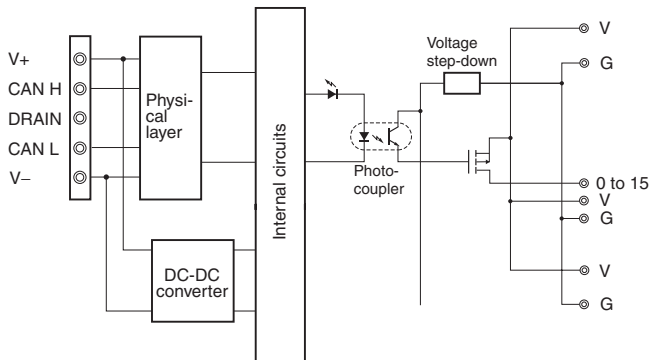 V+
CAN H
DRAIN
CAN L
V–
Physi-
cal
layer
DC-DC
converter
Internal circuits
Photo-
coupler
Voltage
step-down
V
G
0 to 15
V
G
V
G